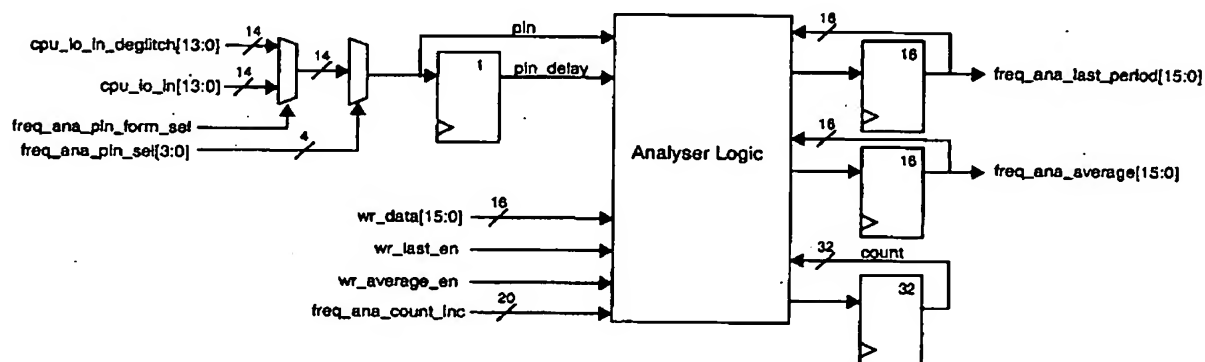 cpu_io_in_deglitch[13:0]
14
cpu_io_in[13:0]
14
14
freq_ana_pin_form_sel
freq_ana_pin_sel[3:0]
4
1
pin
pin_delay
Analyser Logic
wr_data[15:0]
16
wr_last_en
wr_average_en
freq_ana_count_inc
20
16
16
freq_ana_last_period[15:0]
16
16
freq_ana_average[15:0]
32
count
32